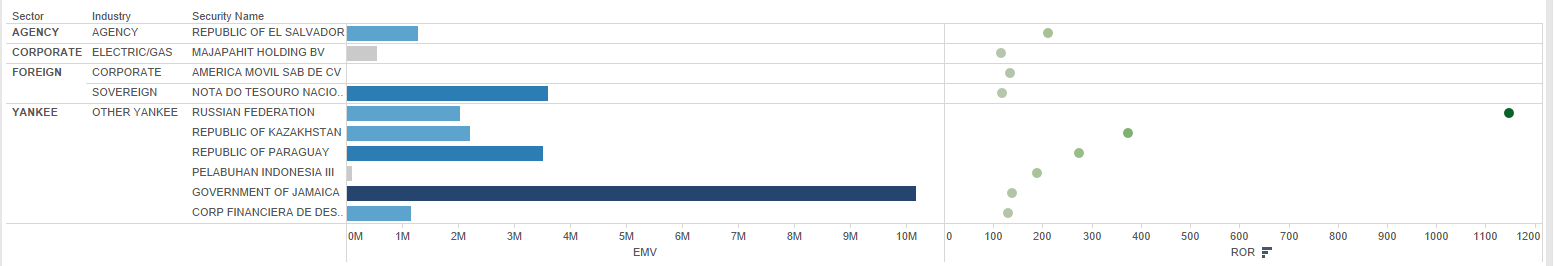 Sector Industry Security Name
AGENCY AGENCY REPUBLIC OF EL SALVADOR
CORPORATE ELECTRIC/GAS MAJAPAHIT HOLDING BV
FOREIGN CORPORATE AMERICA MOVIL SAB DE CV
SOVEREIGN NOTA DO TESOURO NACIO..
YANKEE OTHER YANKEE RUSSIAN FEDERATION
REPUBLIC OF KAZAKHSTAN
REPUBLIC OF PARAGUAY
PELABUHAN INDONESIA III
GOVERNMENT OF JAMAICA
CORP FINANCIERA DE DES..
0M 1M 2M 3M 4M 5M 6M 7M 8M 9M 10M 0 100 200 300 400 500 600 700 800 900 1000 1100 1200
EMV ROR